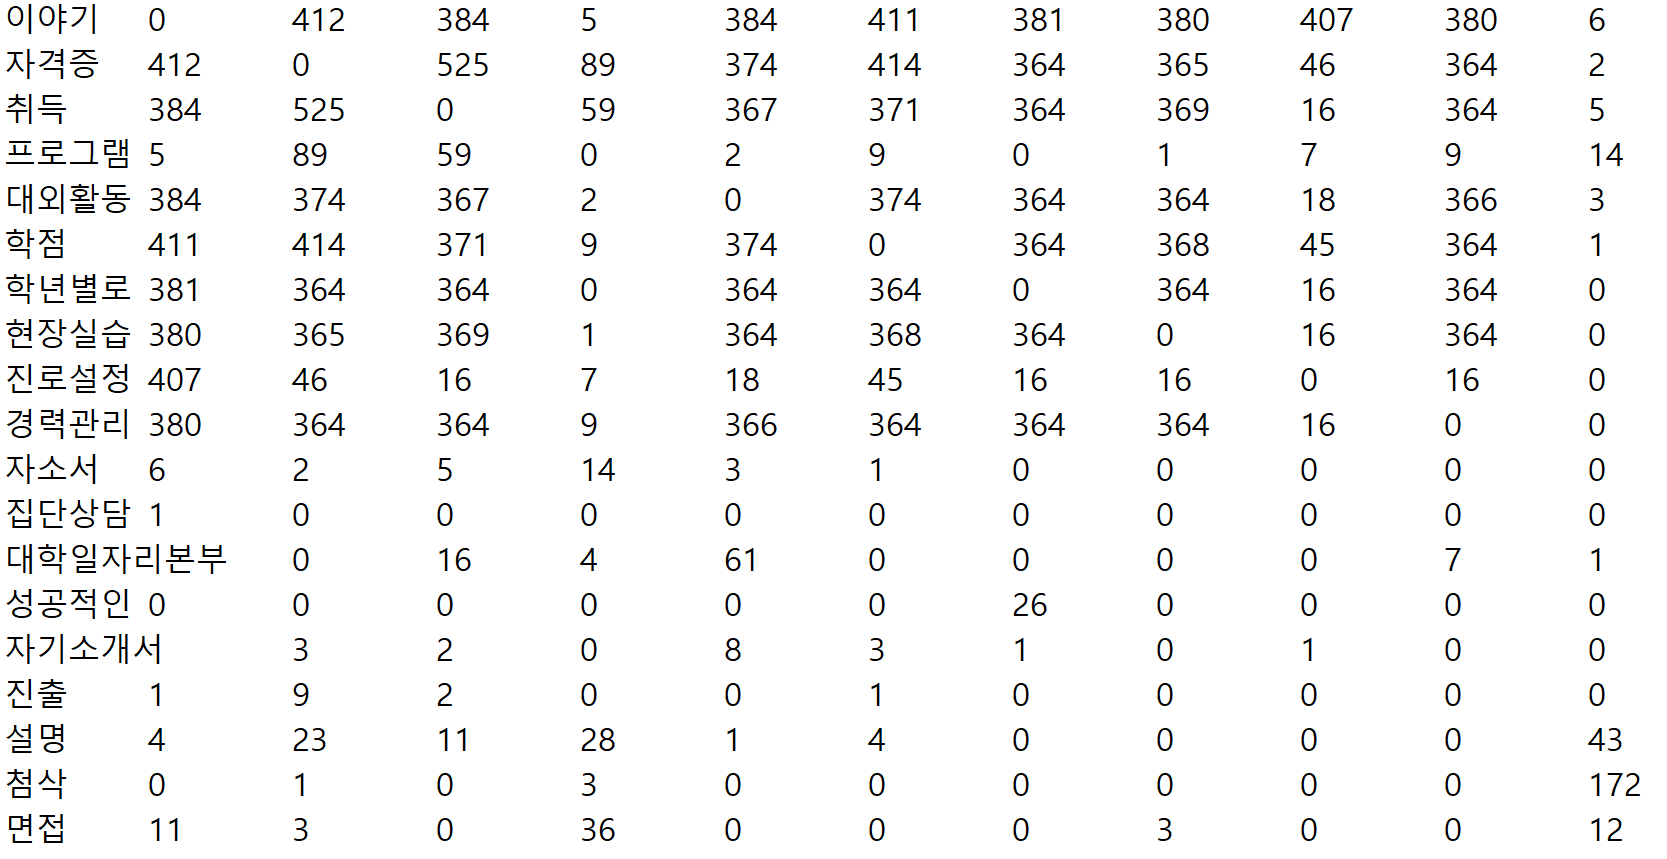 이야기 0 412 384 5 384 411 381 380 407 380 6
자격증 412 0 525 89 374 414 364 365 46 364 2
취득 384 525 0 59 367 371 364 369 16 364 5
프로그램 5 89 59 0 2 9 0 1 7 9 14
대외활동 384 374 367 2 0 374 364 364 18 366 3
학점 411 414 371 9 374 0 364 368 45 364 1
학년별로 381 364 364 0 364 364 0 364 16 364 0
현장실습 380 365 369 1 364 368 364 0 16 364 0
진로설정 407 46 16 7 18 45 16 16 0 16 0
경력관리 380 364 364 9 366 364 364 364 16 0 0
자소서 6 2 5 14 3 1 0 0 0 0 0
집단상담 1 0 0 0 0 0 0 0 0 0 0
대학일자리본부 0 16 4 61 0 0 0 0 7 1
성공적인 0 0 0 0 0 0 26 0 0 0 0
자기소개서 3 2 0 8 3 1 0 1 0 0
진출 1 9 2 0 0 1 0 0 0 0 0
설명 4 23 11 28 1 4 0 0 0 0 43
첨삭 0 1 0 3 0 0 0 0 0 0 172
면접 11 3 0 36 0 0 0 3 0 0 12